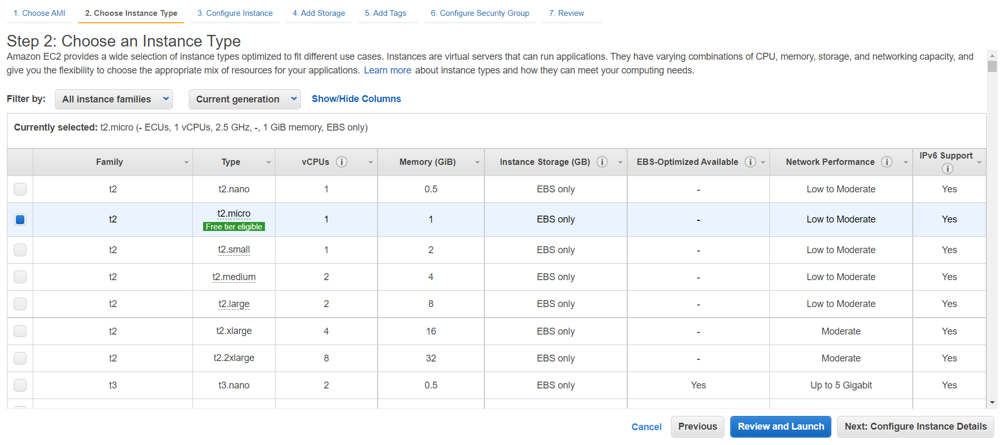 1. Choose AMI 2. Choose Instance Type 3. Configure Instance 4. Add Storage 5. Add Tags 6. Configure Security Group 7. Review
Step 2: Choose an Instance Type
Amazon EC2 provides a wide selection of instance types optimized to fit different use cases. Instances are virtual servers that can run applications. They have varying combinations of CPU, memory, storage, and networking capacity, and
give you the flexibility to choose the appropriate mix of resources for your applications. Learn more about instance types and how they can meet your computing needs.
Filter by: All instance families Current generation Show/Hide Columns
Currently selected: t2.micro (- ECUs, 1 vCPUs, 2.5 GHz, -, 1 GiB memory, EBS only)
Family Type vCPUs Memory (GiB) Instance Storage (GB) EBS-Optimized Available Network Performance IPv6 Support
t2 t2.nano 1 0.5 EBS only - Low to Moderate Yes
t2 t2.micro 1 1 EBS only - Low to Moderate Yes
Free tier eligible
t2 t2.small 1 2 EBS only - Low to Moderate Yes
t2 t2.medium 2 4 EBS only - Low to Moderate Yes
t2 t2.large 2 8 EBS only - Low to Moderate Yes
t2 t2.xlarge 4 16 EBS only - Moderate Yes
t2 t2.2xlarge 8 32 EBS only - Moderate Yes
t3 t3.nano 2 0.5 EBS only Yes Up to 5 Gigabit Yes
Cancel Previous Review and Launch Next: Configure Instance Details